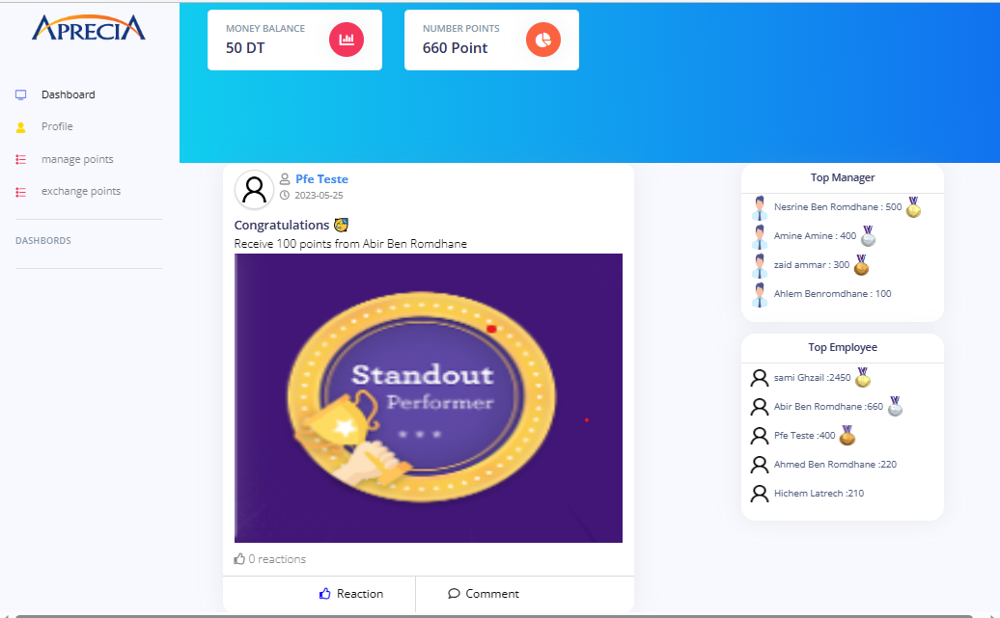 APRECIA
Dashboard
Profile
manage points
exchange points
DASHBORDS
MONEY BALANCE
50 DT
NUMBER POINTS
660 Point
Pfe Teste
2023-05-25
Congratulations
Receive 100 points from Abir Ben Romdhane
Standout
Performer
0 reactions
Reaction
Comment
Top Manager
Nesrine Ben Romdhane : 500
Amine Amine : 400
zaid ammar : 300
Ahlem Benromdhane : 100
Top Employee
sami Ghzail :2450
Abir Ben Romdhane :660
Pfe Teste :400
Ahmed Ben Romdhane :220
Hichem Latrech :210